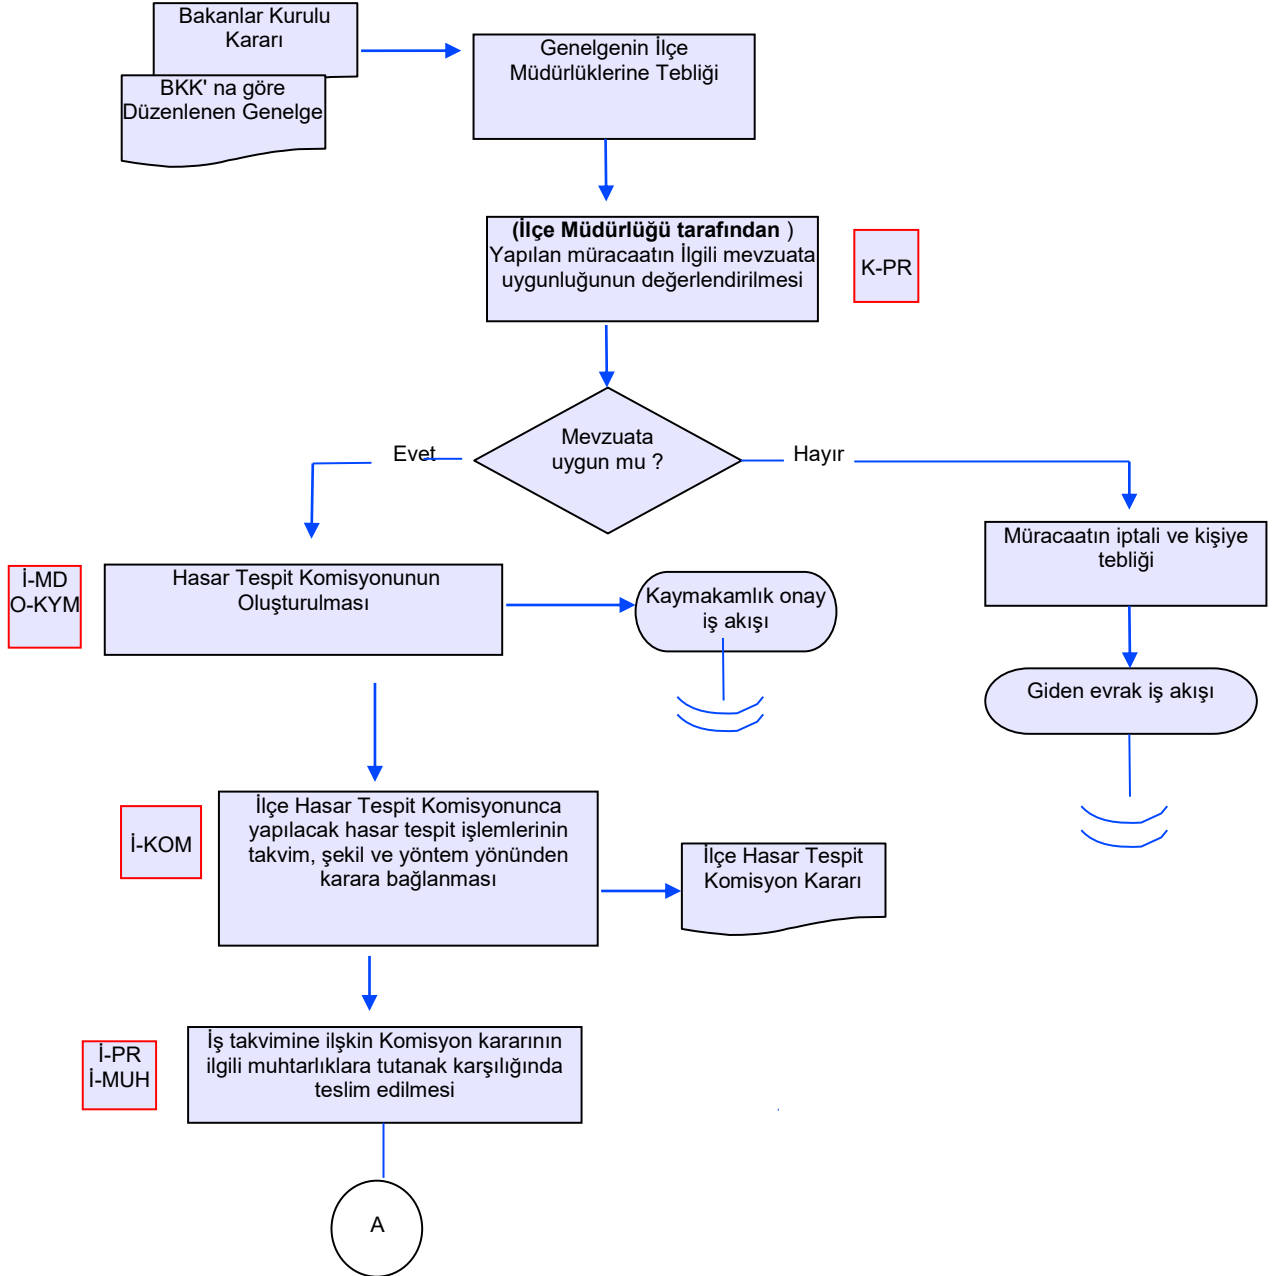 Bakanlar Kurulu
Kararı
BKK' na göre
Düzenlenen Genelge
Genelgenin İlçe
Müdürlüklerine Tebliği
(İlçe Müdürlüğü tarafından )
Yapılan müracaatın İlgili mevzuata
uygunluğunun değerlendirilmesi
K-PR
Mevzuata
uygun mu ?
Evet
Hayır
Müracaatın iptali ve kişiye
tebliği
İ-MD
O-KYM
Hasar Tespit Komisyonunun
Oluşturulması
Kaymakamlık onay
iş akışı
Giden evrak iş akışı
İ-KOM
İlçe Hasar Tespit Komisyonunca
yapılacak hasar tespit işlemlerinin
takvim, şekil ve yöntem yönünden
karara bağlanması
İlçe Hasar Tespit
Komisyon Kararı
İ-PR
İ-MUH
İş takvimine ilşkin Komisyon kararının
ilgili muhtarlıklara tutanak karşılığında
teslim edilmesi
A